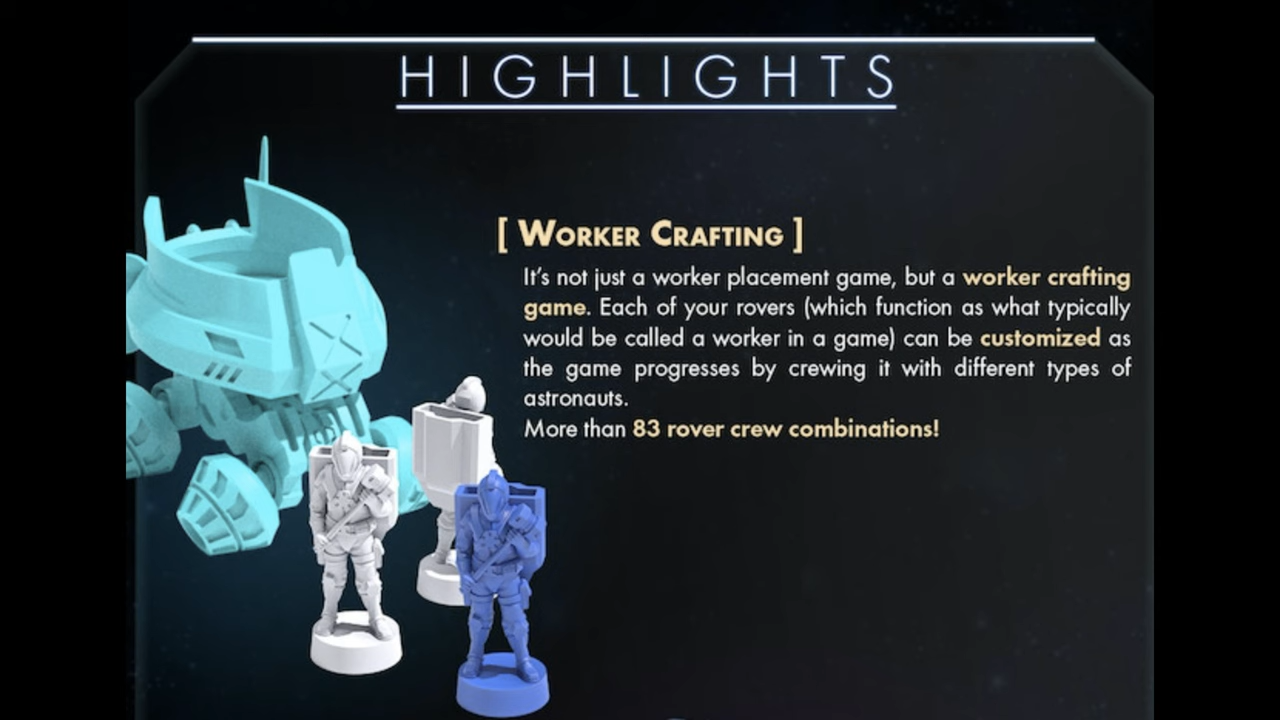 HIGHLIGHTS
[ WORKER CRAFTING ]
It's not just a worker placement game, but a worker crafting
game. Each of your rovers (which function as what typically
would be called a worker in a game) can be customized as
the game progresses by crewing it with different types of
astronauts.
More than 83 rover crew combinations!